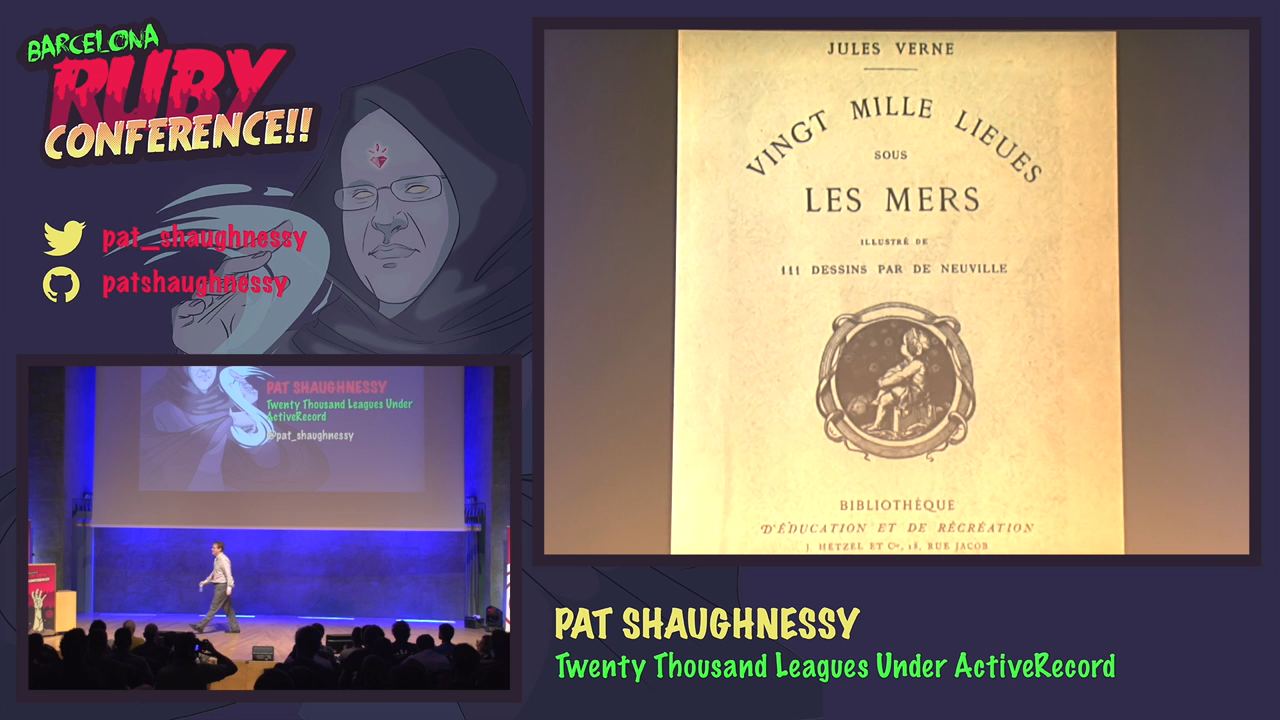 BARCELONA
RUBY
CONFERENCE!!
pat_shaughnessy
patshaughnessy
PAT SHAUGHNESSY
Twenty Thousand Leagues Under
ActiveRecord
@pat_shaughnessy
JULES VERNE
VINGT MILLE LIEUES
SOUS
LES MERS
ILLUSTRÉ DE
111 DESSINS PAR DE NEUVILLE
BIBLIOTHÈQUE
D'ÉDUCATION ET DE RÉCRÉATION
J. HETZEL ET Cie, 18, RUE JACOB
PAT SHAUGHNESSY
Twenty Thousand Leagues Under ActiveRecord